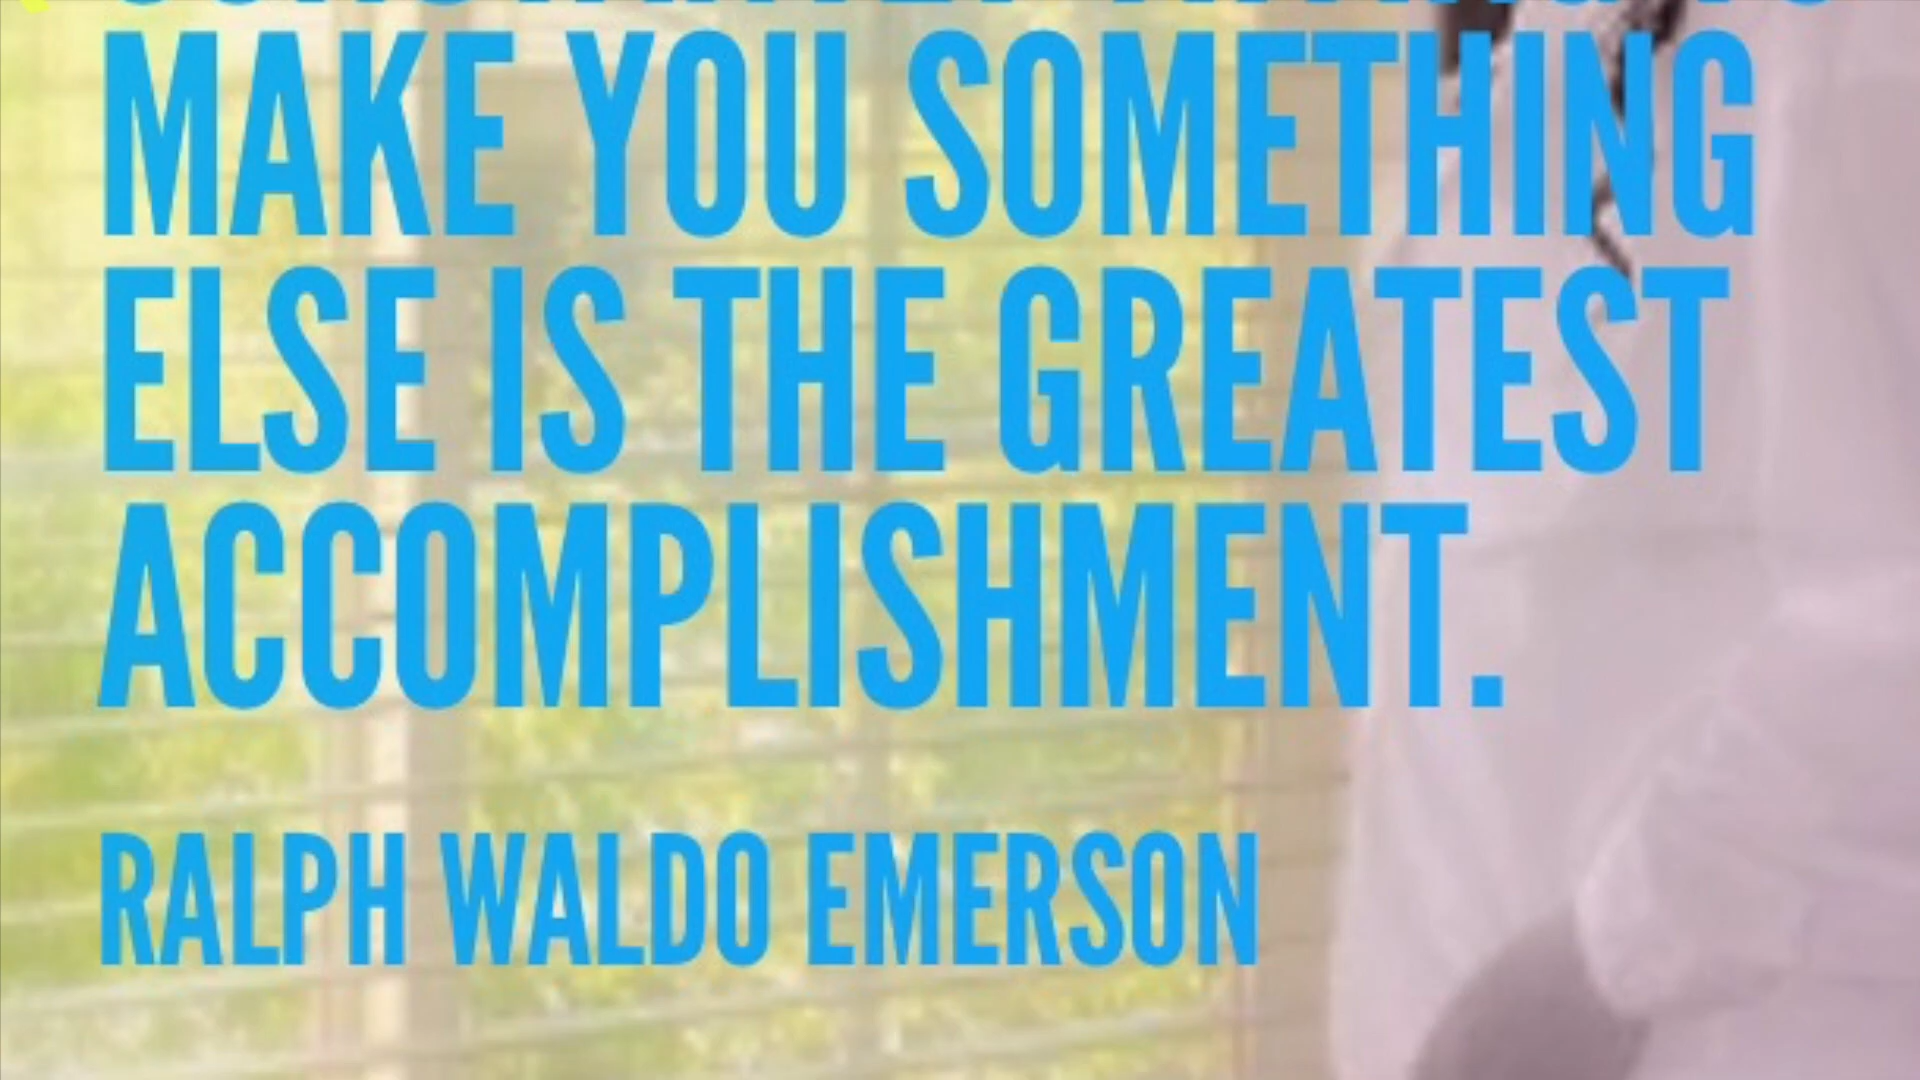 MAKE YOU SOMETHING
ELSE IS THE GREATEST
ACCOMPLISHMENT.
RALPH WALDO EMERSON